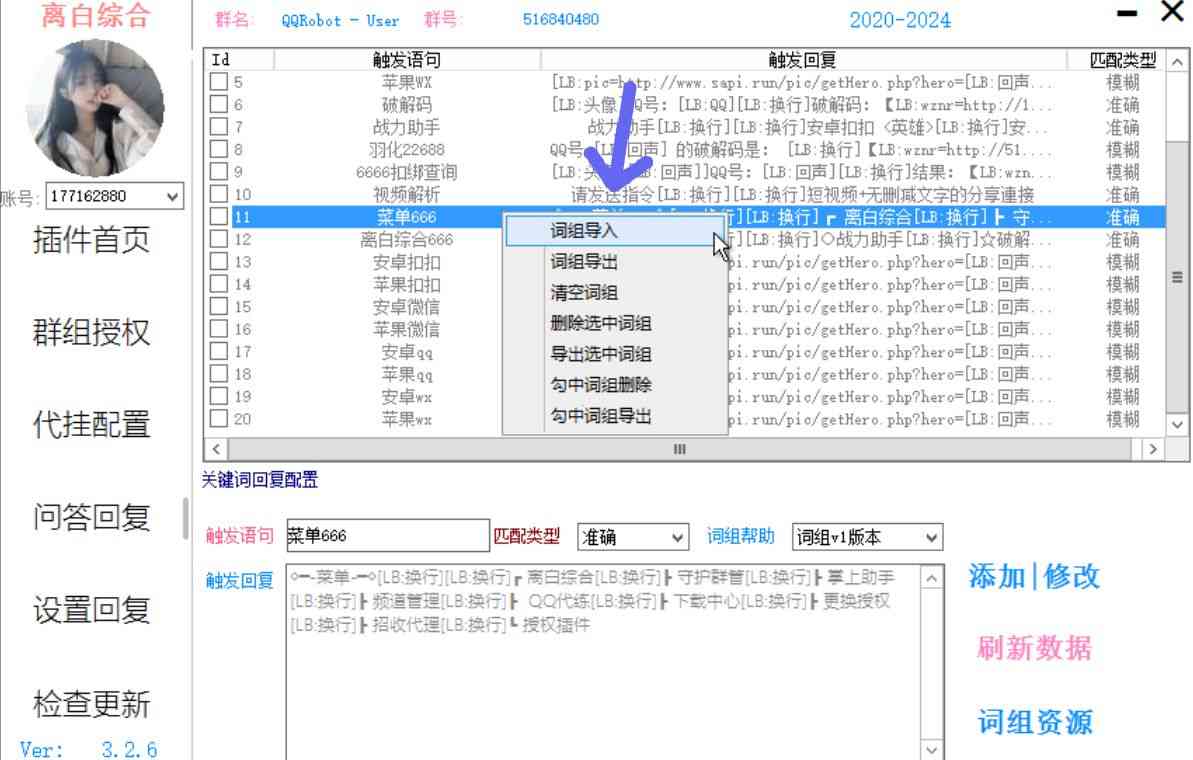 离白综合
群名: QQRobot - User 群号: 516840480 2020-2024
账号: 177162880
插件首页
群组授权
代挂配置
问答回复
设置回复
检查更新
Ver: 3.2.6
Id 触发语句 触发回复 匹配类型
5 苹果WX [LB:pic=http://www.sapi.run/pic/getHero.php?hero=[LB:回声... 模糊
6 破解码 [LB:头像 QQ号: [LB:QQ][LB:换行]破解码: 【LB:wznr=http://1... 准确
7 战力助手 战力助手[LB:换行][LB:换行]安卓扣扣 <英雄>[LB:换行]安... 准确
8 羽化22688 QQ号 [LB:回声] 的破解码是: [LB:换行]【LB:wznr=http://51.... 模糊
9 6666扣绑查询 [LB:头 回声]]QQ号: [LB:回声][LB:换行]结果: 【LB:wzn... 模糊
10 视频解析 请发送指令[LB:换行][LB:换行]短视频+无删减文字的分享連接 准确
11 菜单666 [LB:换行]┏ 离白综合[LB:换行]┣ 守... 准确
12 离白综合666 行]◇战力助手[LB:换行]☆破解... 准确
13 安卓扣扣 pi.run/pic/getHero.php?hero=[LB:回声... 模糊
14 苹果扣扣 pi.run/pic/getHero.php?hero=[LB:回声... 模糊
15 安卓微信 pi.run/pic/getHero.php?hero=[LB:回声... 模糊
16 苹果微信 pi.run/pic/getHero.php?hero=[LB:回声... 模糊
17 安卓qq pi.run/pic/getHero.php?hero=[LB:回声... 模糊
18 苹果qq pi.run/pic/getHero.php?hero=[LB:回声... 模糊
19 安卓wx pi.run/pic/getHero.php?hero=[LB:回声... 模糊
20 苹果wx pi.run/pic/getHero.php?hero=[LB:回声... 模糊
词组导入
词组导出
清空词组
删除选中词组
导出选中词组
勾中词组删除
勾中词组导出
关键词回复配置
触发语句 菜单666 匹配类型 准确 词组帮助 词组v1版本
触发回复
○━-菜单-━○[LB:换行][LB:换行]┏ 离白综合[LB:换行]┣ 守护群管[LB:换行]┣ 掌上助手
[LB:换行]┣ 频道管理[LB:换行]┣ QQ代练[LB:换行]┣ 下载中心[LB:换行]┣ 更换授权
[LB:换行]┣ 招收代理[LB:换行]┗ 授权插件
添加|修改
刷新数据
词组资源